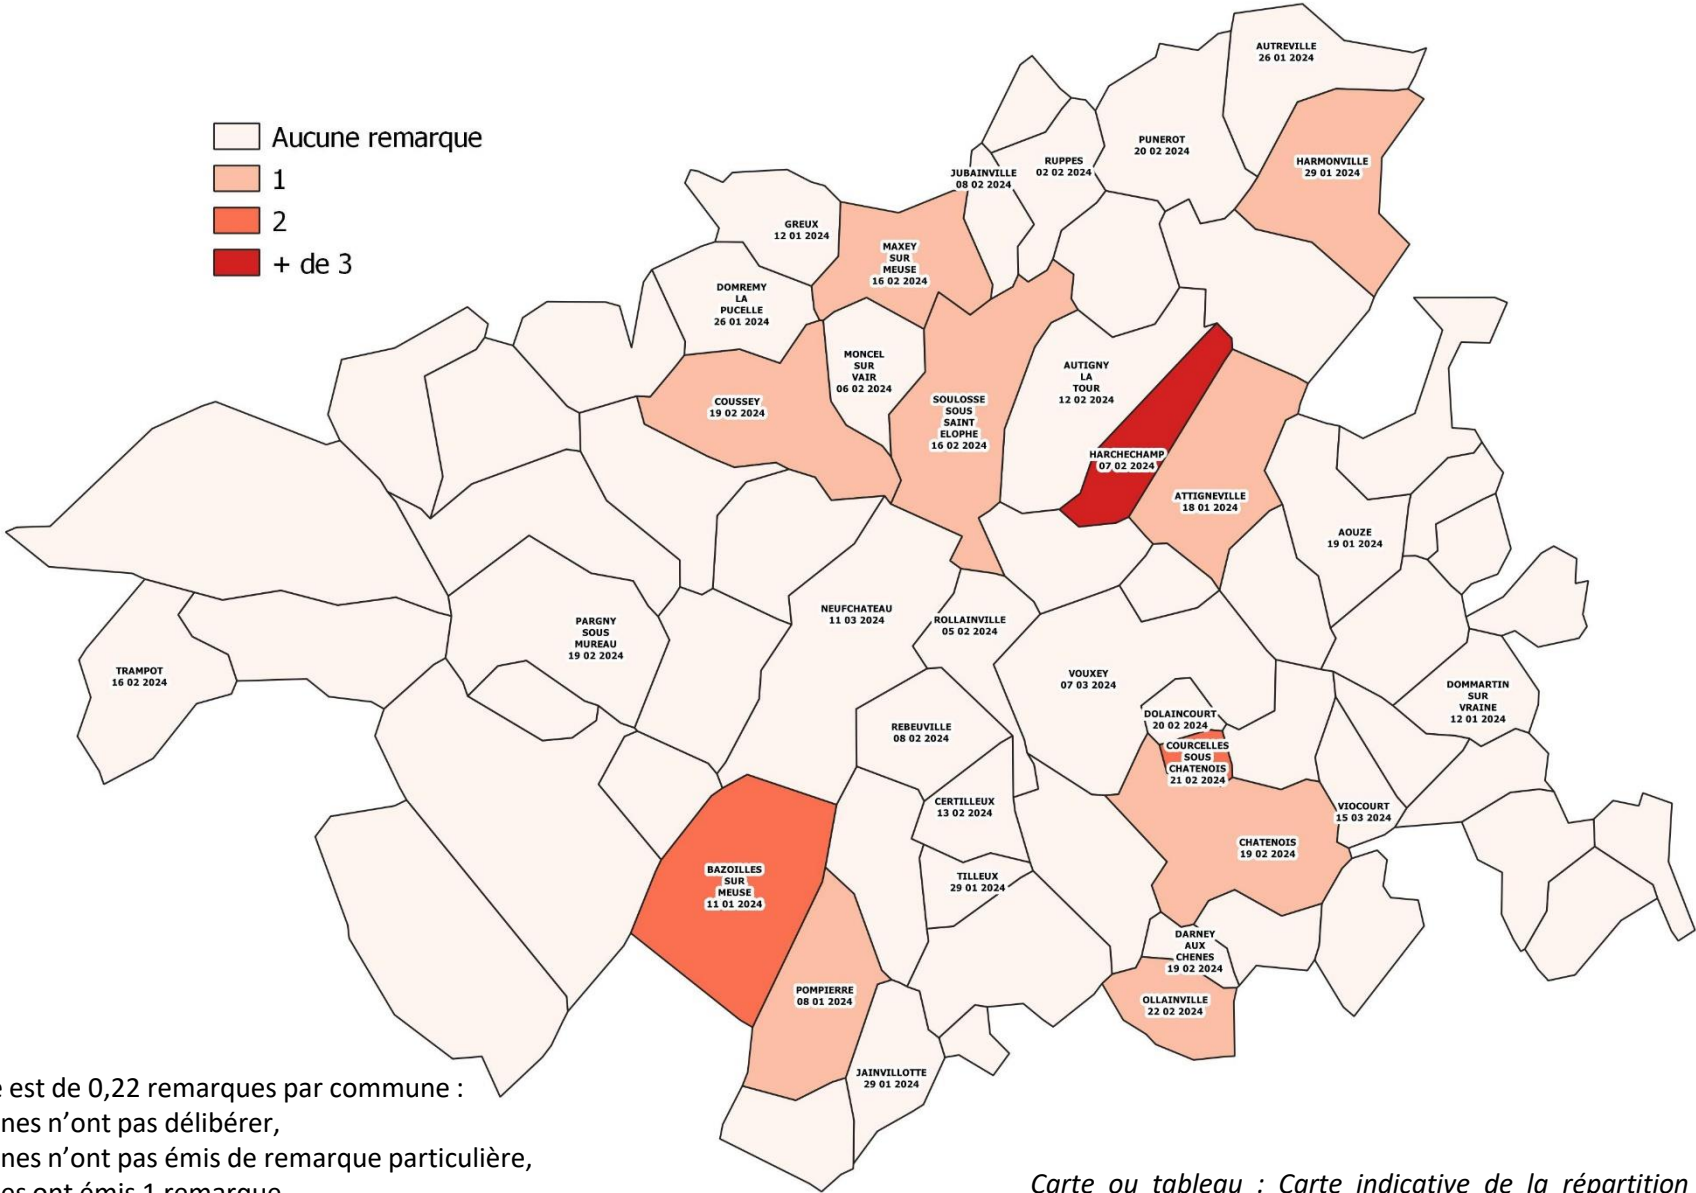 AUTREVILLE
26 01 2024
Aucune remarque
1
2
+ de 3
PUNEROT
20 02 2024
HARMONVILLE
29 01 2024
RUPPES
02 02 2024
JUBAINVILLE
08 02 2024
GREUX
12 01 2024
MAXEY
SUR
MEUSE
16 02 2024
DOMREMY
LA
PUCELLE
26 01 2024
MONCEL
SUR
VAIR
06 02 2024
AUTIGNY
LA
TOUR
12 02 2024
COUSSEY
19 02 2024
SOULOSSE
SOUS
SAINT
ELOPHE
16 02 2024
HARCHECHAMP
07 02 2024
ATTIGNEVILLE
18 01 2024
AOUZE
19 01 2024
NEUFCHATEAU
11 03 2024
ROLLAINVILLE
05 02 2024
PARGNY
SOUS
MUREAU
19 02 2024
TRAMPOT
16 02 2024
VOUXEY
07 03 2024
DOMMARTIN
SUR
VRAINE
12 01 2024
DOLAINCOURT
20 02 2024
REBEUVILLE
08 02 2024
COURCELLES
SOUS
CHATENOIS
21 02 2024
CERTILLEUX
13 02 2024
VIOCOURT
15 03 2024
CHATENOIS
19 02 2024
BAZOILLES
SUR
MEUSE
11 01 2024
TILLEUX
29 01 2024
DARNEY
AUX
CHENES
19 02 2024
POMPIERRE
08 01 2024
OLLAINVILLE
22 02 2024
JAINVILLOTTE
29 01 2024
e est de 0,22 remarques par commune :
nes n’ont pas délibérer,
nes n’ont pas émis de remarque particulière,
es ont émis 1 remarque
Carte ou tableau : Carte indicative de la répartition